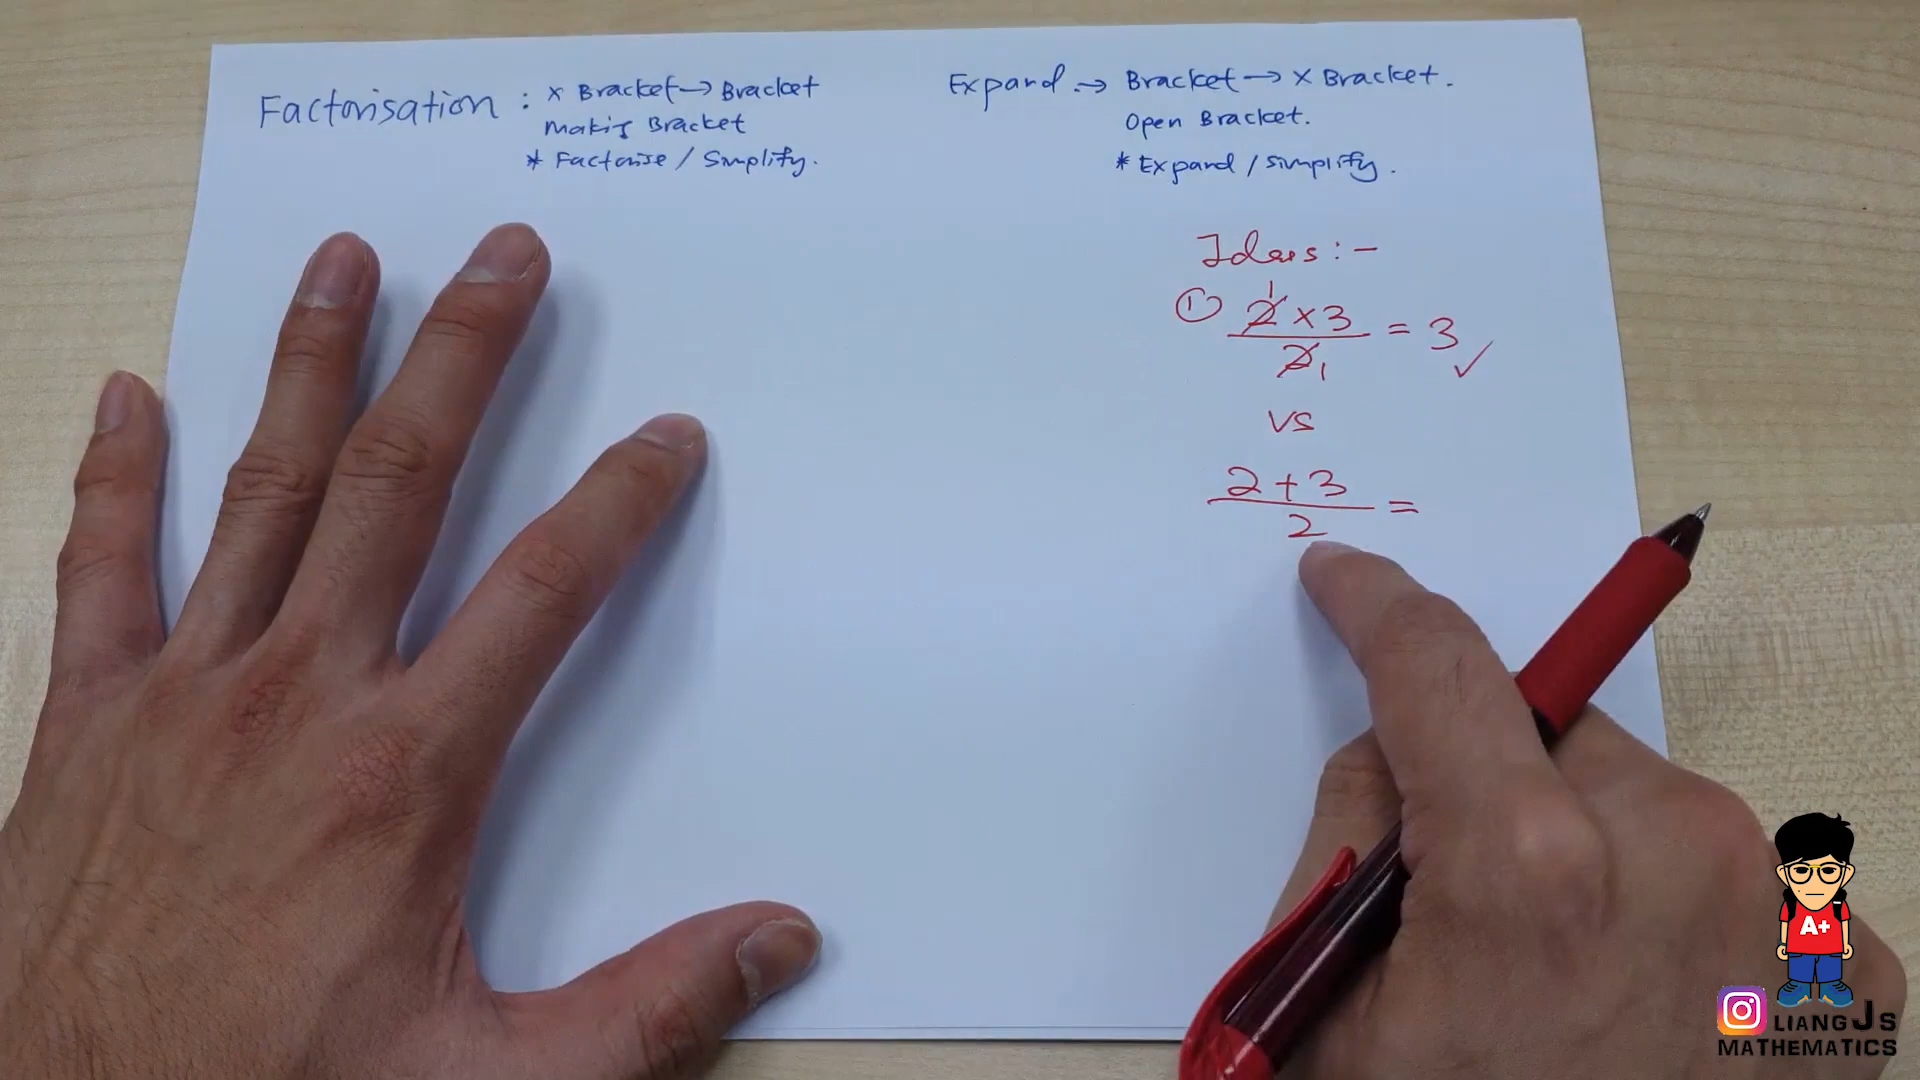 Factorisation : x Bracket → Bracket
Making Bracket
* Factorise / Simplify.
Expand → Bracket → x Bracket.
Open Bracket.
* Expand / simplify.
Ideas :-
① 2 x 3 / 2 = 3 ✓
1
1
vs
2 + 3 / 2 =
A+
LIANG JS
MATHEMATICS